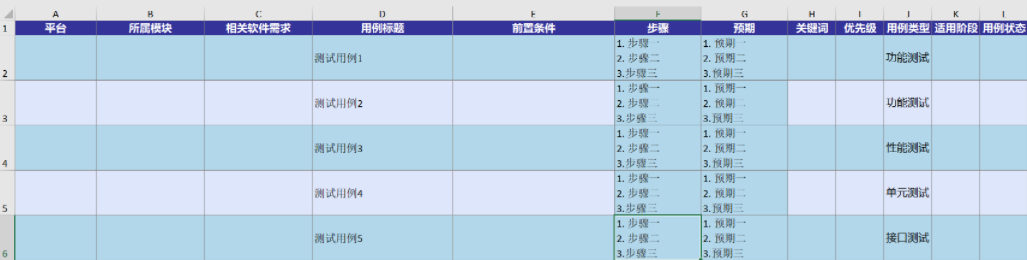 A B C D E F G H I J K L
1 平台 所属模块 相关软件需求 用例标题 前置条件 步骤 预期 关键词 优先级 用例类型 适用阶段 用例状态
1. 步骤一 1. 预期一
测试用例1 2. 步骤二 2. 预期二 功能测试
2 3.步骤三 3.预期三
1. 步骤一 1. 预期一
测试用例2 2. 步骤二 2. 预期二 功能测试
3 3.步骤三 3.预期三
1. 步骤一 1. 预期一
测试用例3 2. 步骤二 2. 预期二 性能测试
4 3.步骤三 3.预期三
1. 步骤一 1. 预期一
测试用例4 2. 步骤二 2. 预期二 单元测试
5 3.步骤三 3.预期三
1. 步骤一 1. 预期一
测试用例5 2. 步骤二 2. 预期二 接口测试
6 3.步骤三 3.预期三